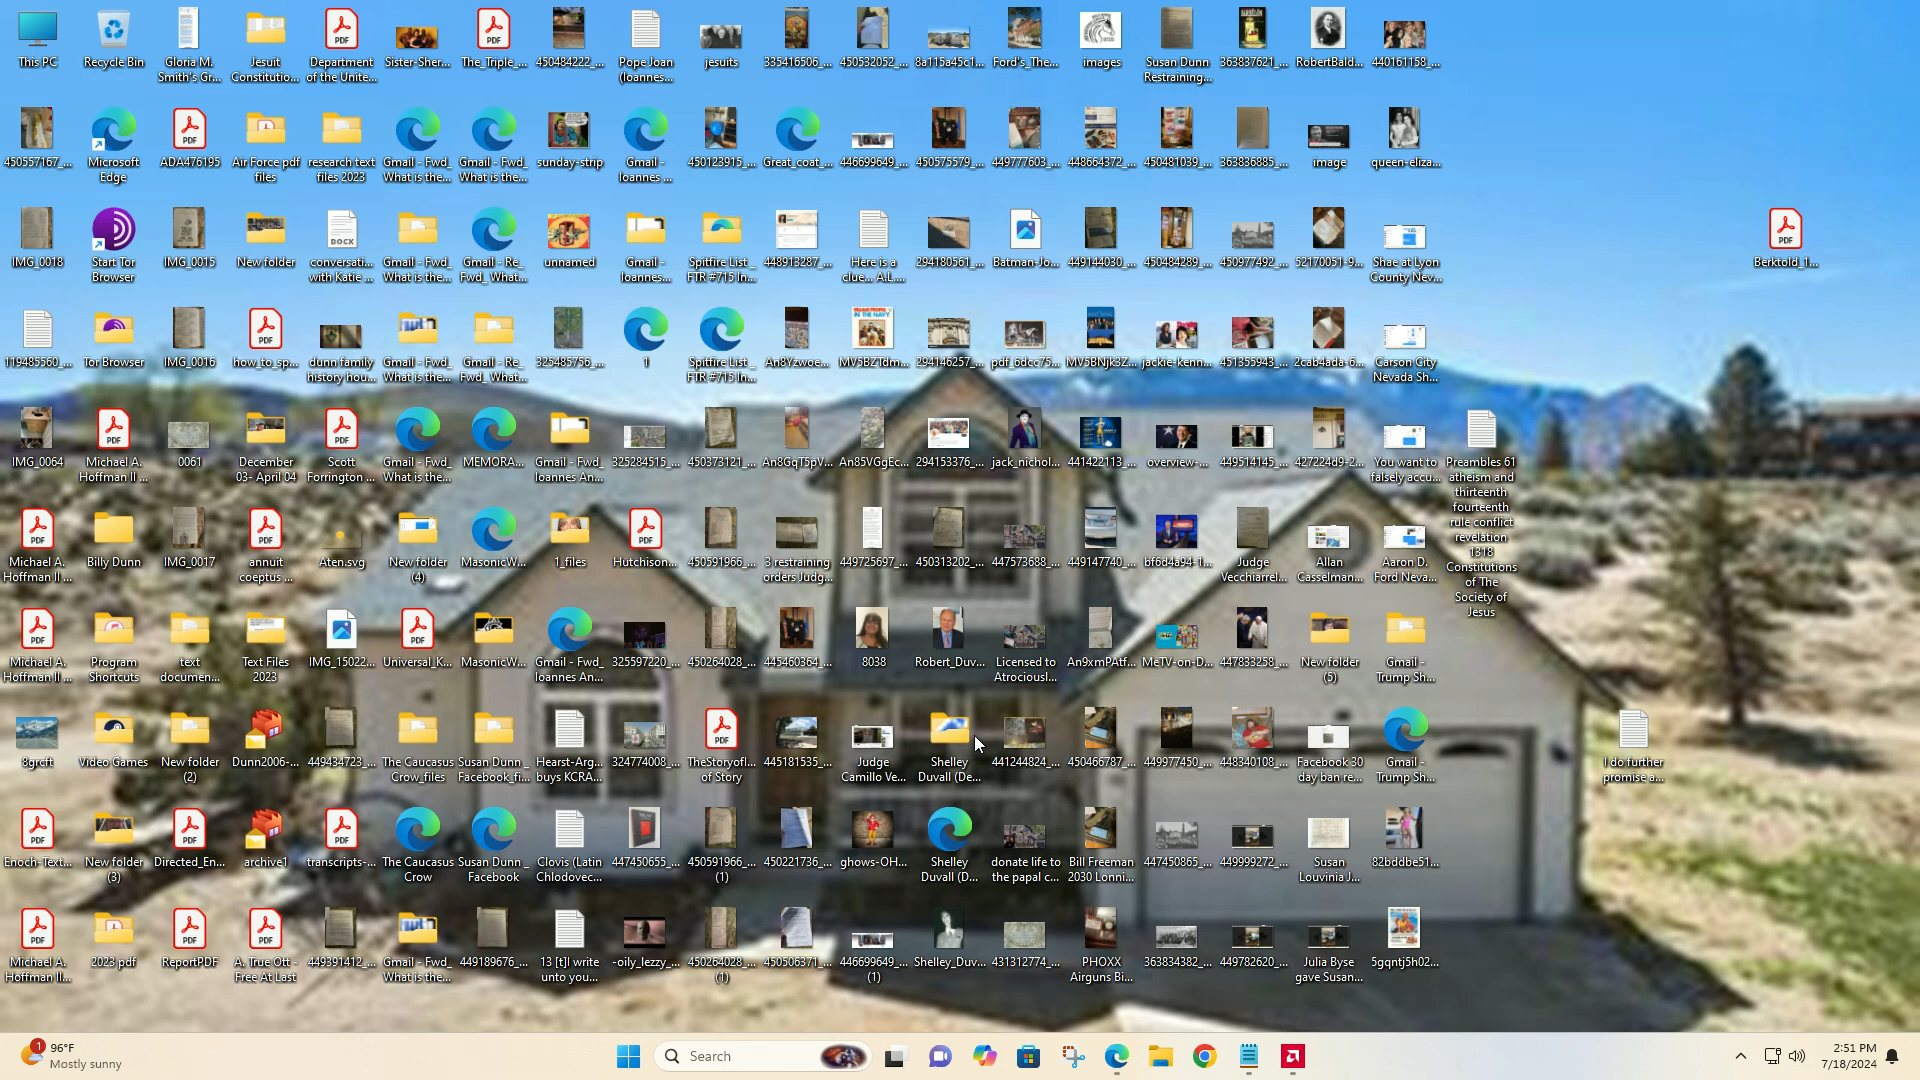 This PC
Recycle Bin
Gloria M. Smith's Gr...
Jesuit Constitutio...
Department of the Unite...
Sister-Sher...
The_Triple_...
450484222_...
Pope Joan (Ioannes...
jesuits
335416506_...
450532052_...
8a115a45c1...
Ford's_The...
images
Susan Dunn Restraining...
363837621_...
RobertBald...
440161158_...
450557167_...
Microsoft Edge
ADA476195
Air Force pdf files
research text files 2023
Gmail - Fwd_ What is the...
Gmail - Fwd_ What is the...
sunday-strip
Gmail - Ioannes ...
450123915_...
Great_coat_...
446699649_...
450575579_...
449777603_...
448664372_...
450481039_...
363836885_...
image
queen-eliza...
IMG_0018
Start Tor Browser
IMG_0015
New folder
conversati... with Katie ...
Gmail - Fwd_ What is the...
Gmail - Re_ Fwd_ What...
unnamed
Gmail - Ioannes...
Spitfire List _ FTR #715 In...
448913287_...
Here is a clue... A.L....
294180561_...
Batman-Jo...
449144030_...
450484289_...
450977492_...
52170051-9...
Shae at Lyon County Nev...
Berktold_1...
119485560_...
Tor Browser
IMG_0016
how_to_sp...
dunn family history hou...
Gmail - Fwd_ What is the...
Gmail - Re_ Fwd_ What...
325485756_...
1
Spitfire List _ FTR #715 In...
An8Yzwoe...
MV5BZTdm...
294146257_...
pdf_6dcc75...
MV5BNjk3Z...
jackie-kenn...
451355943_...
2cab4ada-6...
Carson City Nevada Sh...
IMG_0064
Michael A. Hoffman II ...
0061
December 03- April 04
Scott Forrington ...
Gmail - Fwd_ What is the...
MEMORA...
Gmail - Fwd_ Ioannes An...
325284515_...
450373121_...
An8GqT5pV...
An85VGgEc...
294153376_...
jack_nichol...
441422113_...
overview-...
449514145_...
427224d9-2...
You want to falsely accu...
Preambles 61 atheism and thirteenth fourteenth rule conflict revelation 1318 Constitutions of The Society of Jesus
Michael A. Hoffman II ...
Billy Dunn
IMG_0017
annuit coeptus ...
Aten.svg
New folder (4)
MasonicW...
1_files
Hutchison...
450591966_...
3 restraining orders Judg...
449725697_...
450313202_...
447573688_...
449147740_...
bf6d4a94-1...
Judge Vecchiarrel...
Allan Casselman...
Aaron D. Ford Neva...
Michael A. Hoffman II ...
Program Shortcuts
text documen...
Text Files 2023
IMG_15022...
Universal_K...
MasonicW...
Gmail - Fwd_ Ioannes An...
325597220_...
450264028_...
445460364_...
8038
Robert_Duv...
Licensed to Atrociousl...
An9xmPAtf...
MeTV-on-D...
447833258_...
New folder (5)
Gmail - Trump Sh...
8grcft
Video Games
New folder (2)
Dunn2006-...
449434723_...
The Caucasus Crow_files
Susan Dunn _ Facebook_fi...
Hearst-Arg... buys KCRA...
324774008_...
TheStoryofl... of Story
445181535_...
Judge Camillo Ve...
Shelley Duvall (De...
441244824_...
450466787_...
449977450_...
448340108_...
Facebook 30 day ban re...
Gmail - Trump Sh...
I do further promise a...
Enoch-Text...
New folder (3)
Directed_En...
archive1
transcripts-...
The Caucasus Crow
Susan Dunn _ Facebook
Clovis (Latin Chlodovec...
447450655_...
450591966_... (1)
450221736_...
ghows-OH...
Shelley Duvall (D...
donate life to the papal c...
Bill Freeman 2030 Lonni...
447450865_...
449999272_...
Susan Louvinia J...
82bddbe51...
Michael A. Hoffman II...
2023 pdf
ReportPDF
A. True Ott - Free At Last
449391412_...
Gmail - Fwd_ What is the...
449189676_...
13 [t]I write unto you...
-oily_lezzy_...
450264028_... (1)
450506371_...
446699649_... (1)
Shelley_Duv...
431312774_...
PHOXX Airguns Bi...
363834382_...
449782620_...
Julia Byse gave Susan...
5gqntj5h02...
1
96°F
Mostly sunny
Search
2:51 PM
7/18/2024